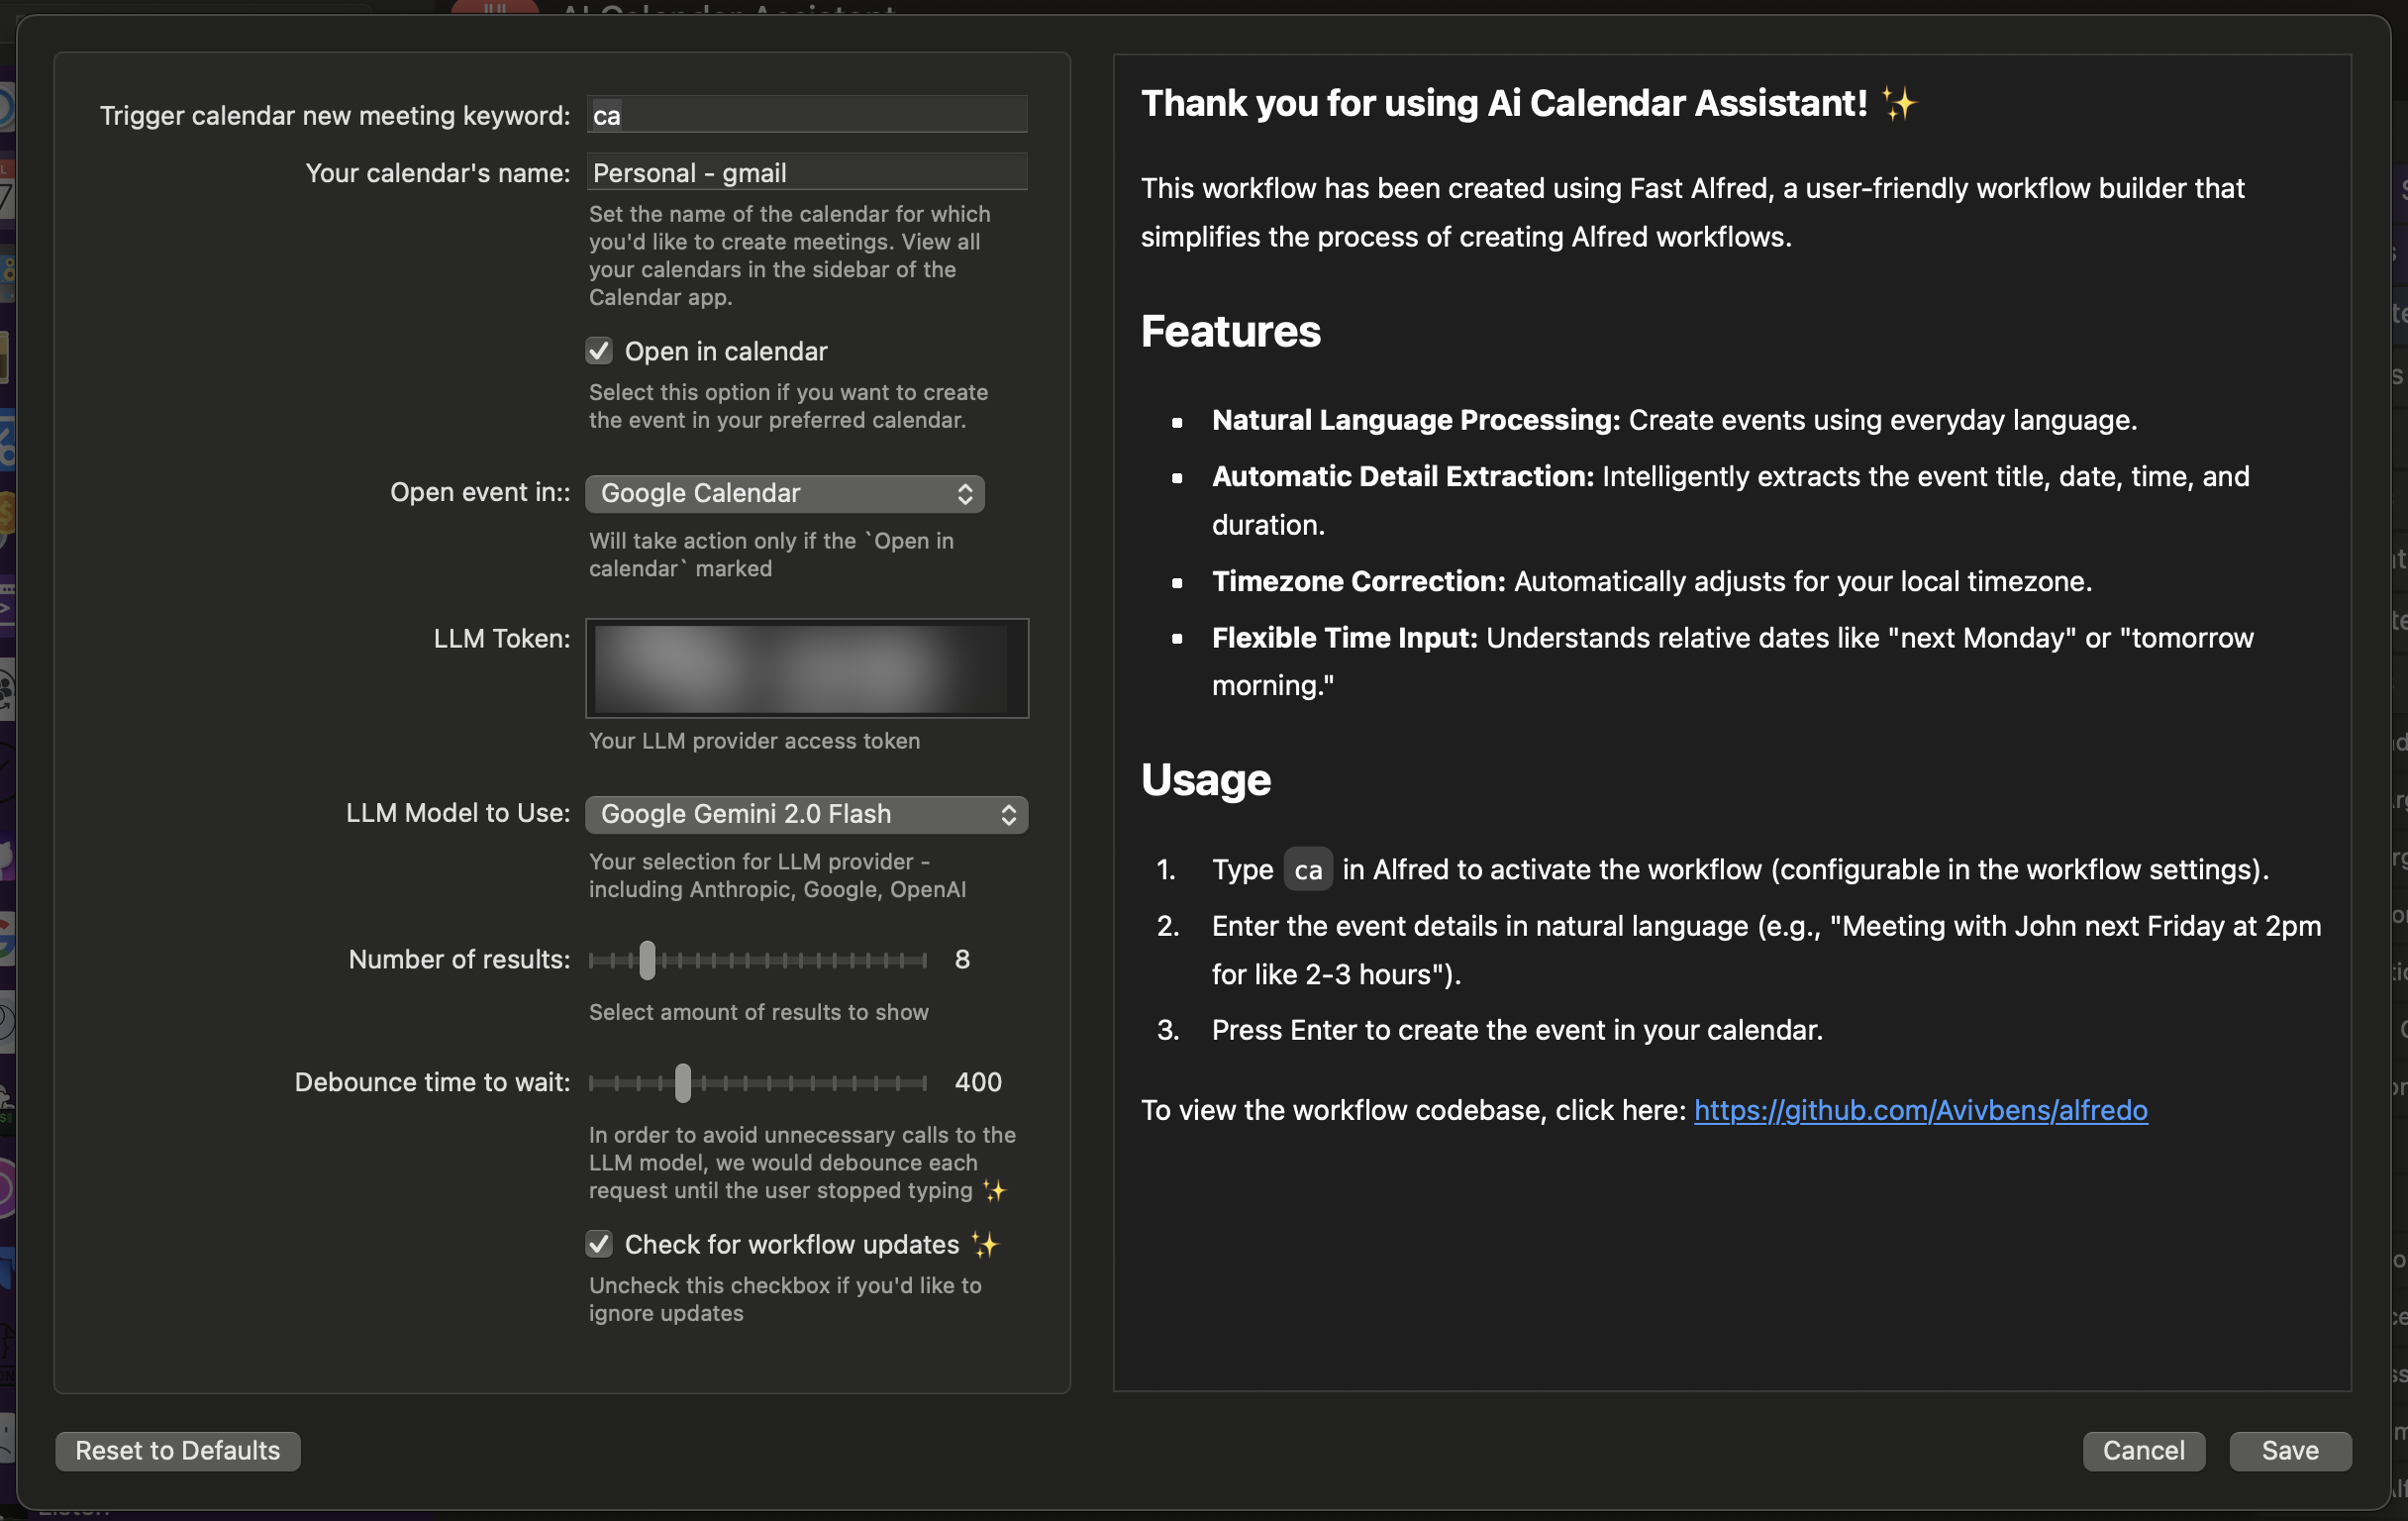 AI Calendar Assistant
Trigger calendar new meeting keyword:
ca
Your calendar's name:
Personal - gmail
Set the name of the calendar for which
you'd like to create meetings. View all
your calendars in the sidebar of the
Calendar app.
Open in calendar
Select this option if you want to create
the event in your preferred calendar.
Open event in::
Google Calendar
Will take action only if the `Open in
calendar` marked
LLM Token:
Your LLM provider access token
LLM Model to Use:
Google Gemini 2.0 Flash
Your selection for LLM provider -
including Anthropic, Google, OpenAI
Number of results:
8
Select amount of results to show
Debounce time to wait:
400
In order to avoid unnecessary calls to the
LLM model, we would debounce each
request until the user stopped typing ✨
Check for workflow updates ✨
Uncheck this checkbox if you'd like to
ignore updates
Thank you for using Ai Calendar Assistant! ✨
This workflow has been created using Fast Alfred, a user-friendly workflow builder that
simplifies the process of creating Alfred workflows.
Features
▪ Natural Language Processing: Create events using everyday language.
▪ Automatic Detail Extraction: Intelligently extracts the event title, date, time, and
duration.
▪ Timezone Correction: Automatically adjusts for your local timezone.
▪ Flexible Time Input: Understands relative dates like "next Monday" or "tomorrow
morning."
Usage
1. Type ca in Alfred to activate the workflow (configurable in the workflow settings).
2. Enter the event details in natural language (e.g., "Meeting with John next Friday at 2pm
for like 2-3 hours").
3. Press Enter to create the event in your calendar.
To view the workflow codebase, click here: https://github.com/Avivbens/alfredo
Reset to Defaults
Cancel
Save